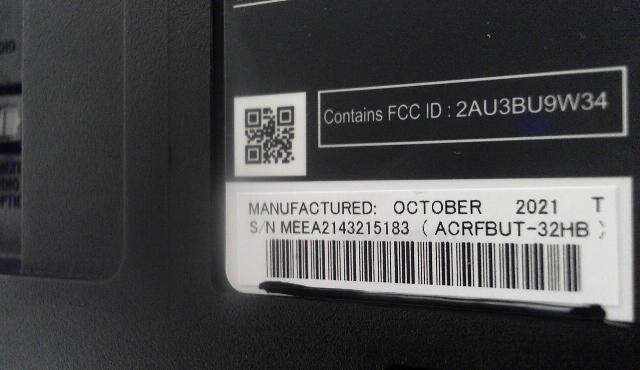 Contains FCC ID : 2AU3BU9W34
MANUFACTURED: OCTOBER 2021 T
S/N MEEA2143215183 ( ACRFBUT-32HB )